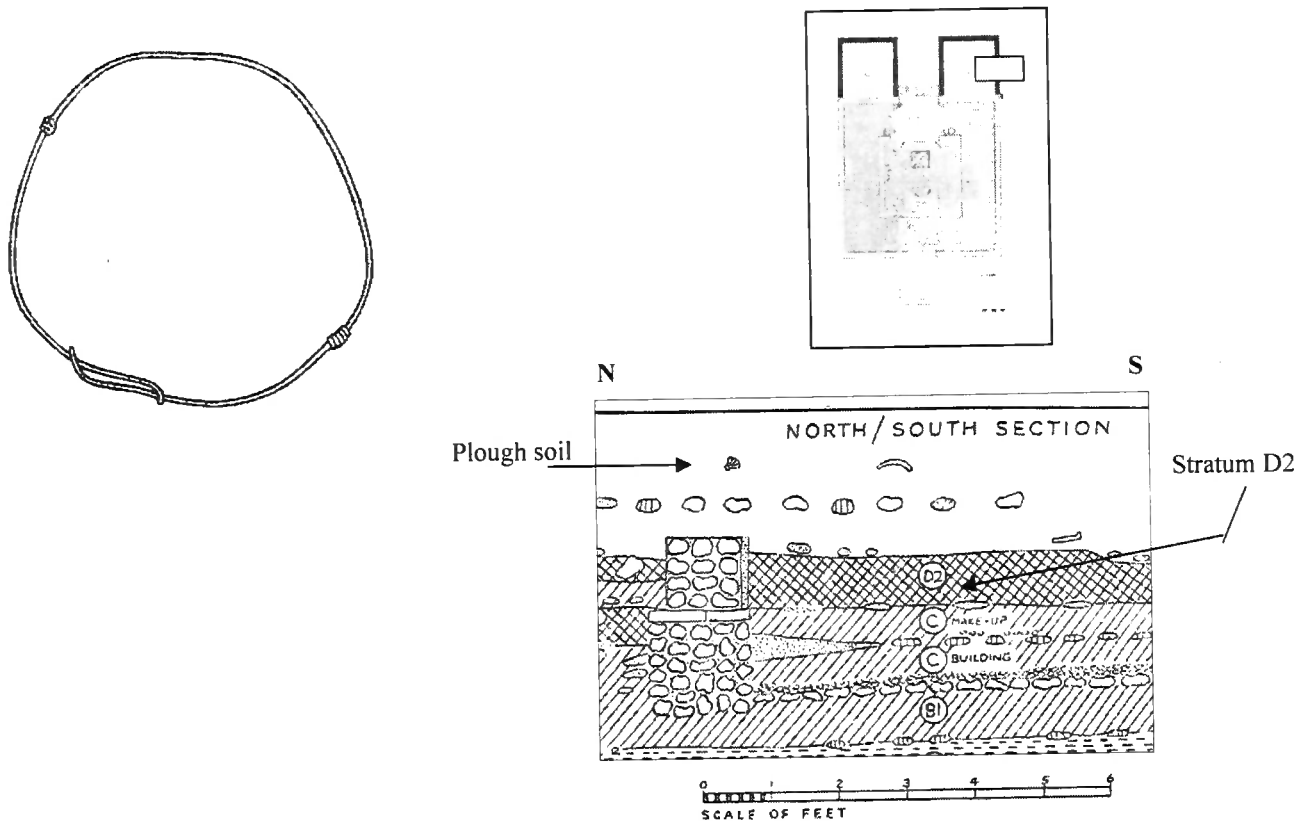 N
S
NORTH/SOUTH SECTION
Plough soil
Stratum D2
D2
C MAKE-UP
C BUILDING
B1
0 1 2 3 4 5 6
SCALE OF FEET